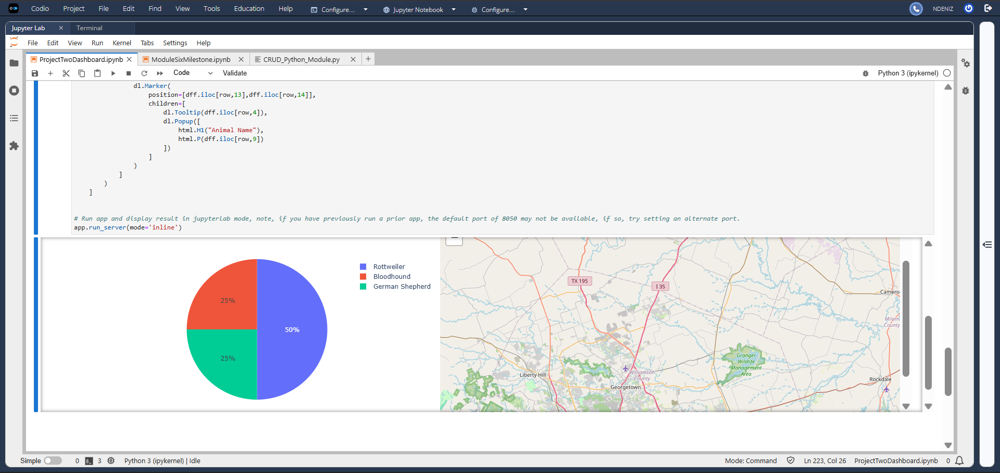 Codio Project File Edit Find View Tools Education Help Configure.... Jupyter Notebook Configure.... NDENIZ
Jupyter Lab Terminal
File Edit View Run Kernel Tabs Settings Help
ProjectTwoDashboard.ipynb ModuleSixMilestone.ipynb CRUD_Python_Module.py
Code Validate Python 3 (ipykernel)
dl.Marker(
position=[dff.iloc[row,13],dff.iloc[row,14]],
children=[
dl.Tooltip(dff.iloc[row,4]),
dl.Popup([
html.H1("Animal Name"),
html.P(dff.iloc[row,9])
])
]
)
]
)
]
# Run app and display result in jupyterlab mode, note, if you have previously run a prior app, the default port of 8050 may not be available, if so, try setting an alternate port.
app.run_server(mode='inline')
Rottweiler
Bloodhound
German Shepherd
25%
50%
25%
TX 195
I 35
Camero
Milam
County
Granger
Wildlife
Management
Area
Liberty Hill
Williamson
County
Georgetown
Rockdale
Simple 0 3 Python 3 (ipykernel) | Idle Mode: Command Ln 223, Col 26 ProjectTwoDashboard.ipynb 0